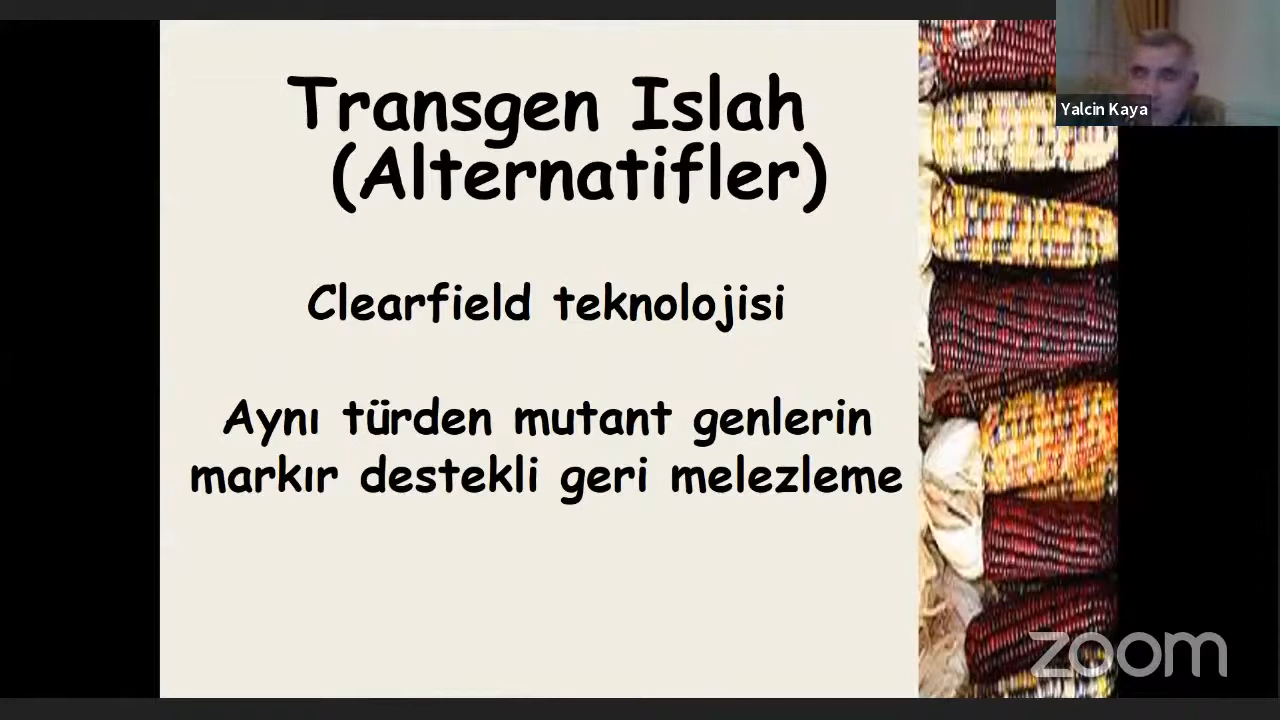 Transgen Islah
(Alternatifler)
Clearfield teknolojisi
Aynı türden mutant genlerin
markır destekli geri melezleme
Yalcin Kaya
zoom